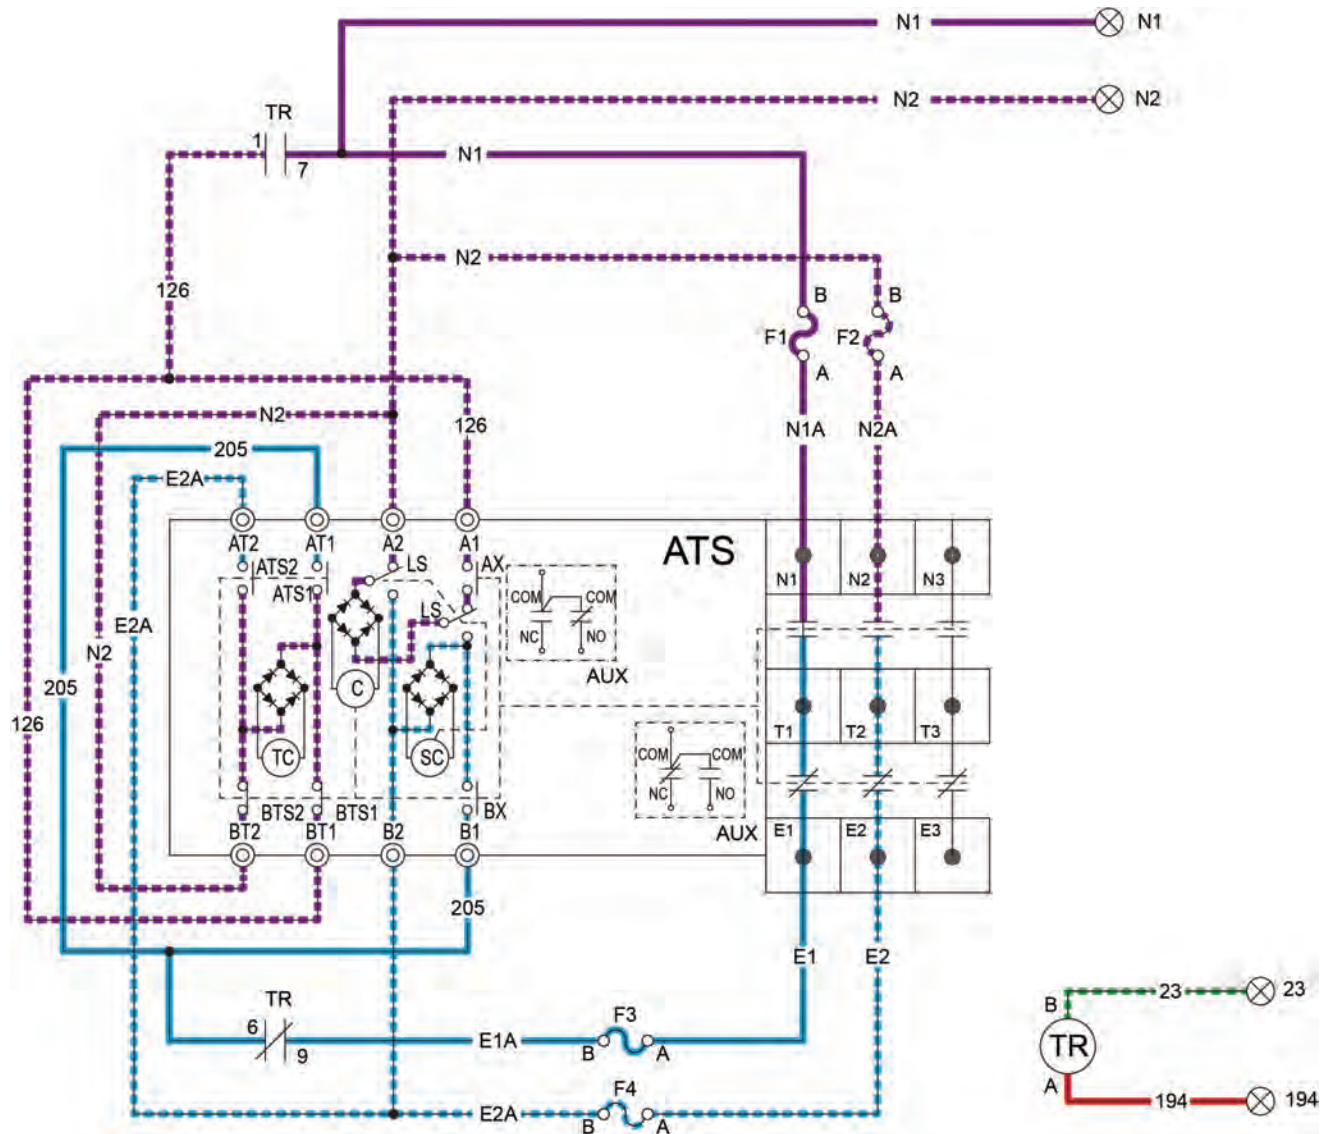 N1 N1
N2 N2
TR
1
7
N1
N2
126
B B
F1 F2
A A
N2
126
N1A N2A
205
E2A
ATS
AT2 AT1 A2 A1
ATS2 LS AX
ATS1
LS
COM COM
NC NO
AUX
N1 N2 N3
E2A
N2
205
126
C
TC SC
COM COM
NC NO
AUX
T1 T2 T3
BTS2 BTS1 BX
BT2 BT1 B2 B1
E1 E2 E3
205
E1 E2
TR
6
9
E1A
F3
B A
E2A
F4
B A
B 23 23
TR
A 194 194